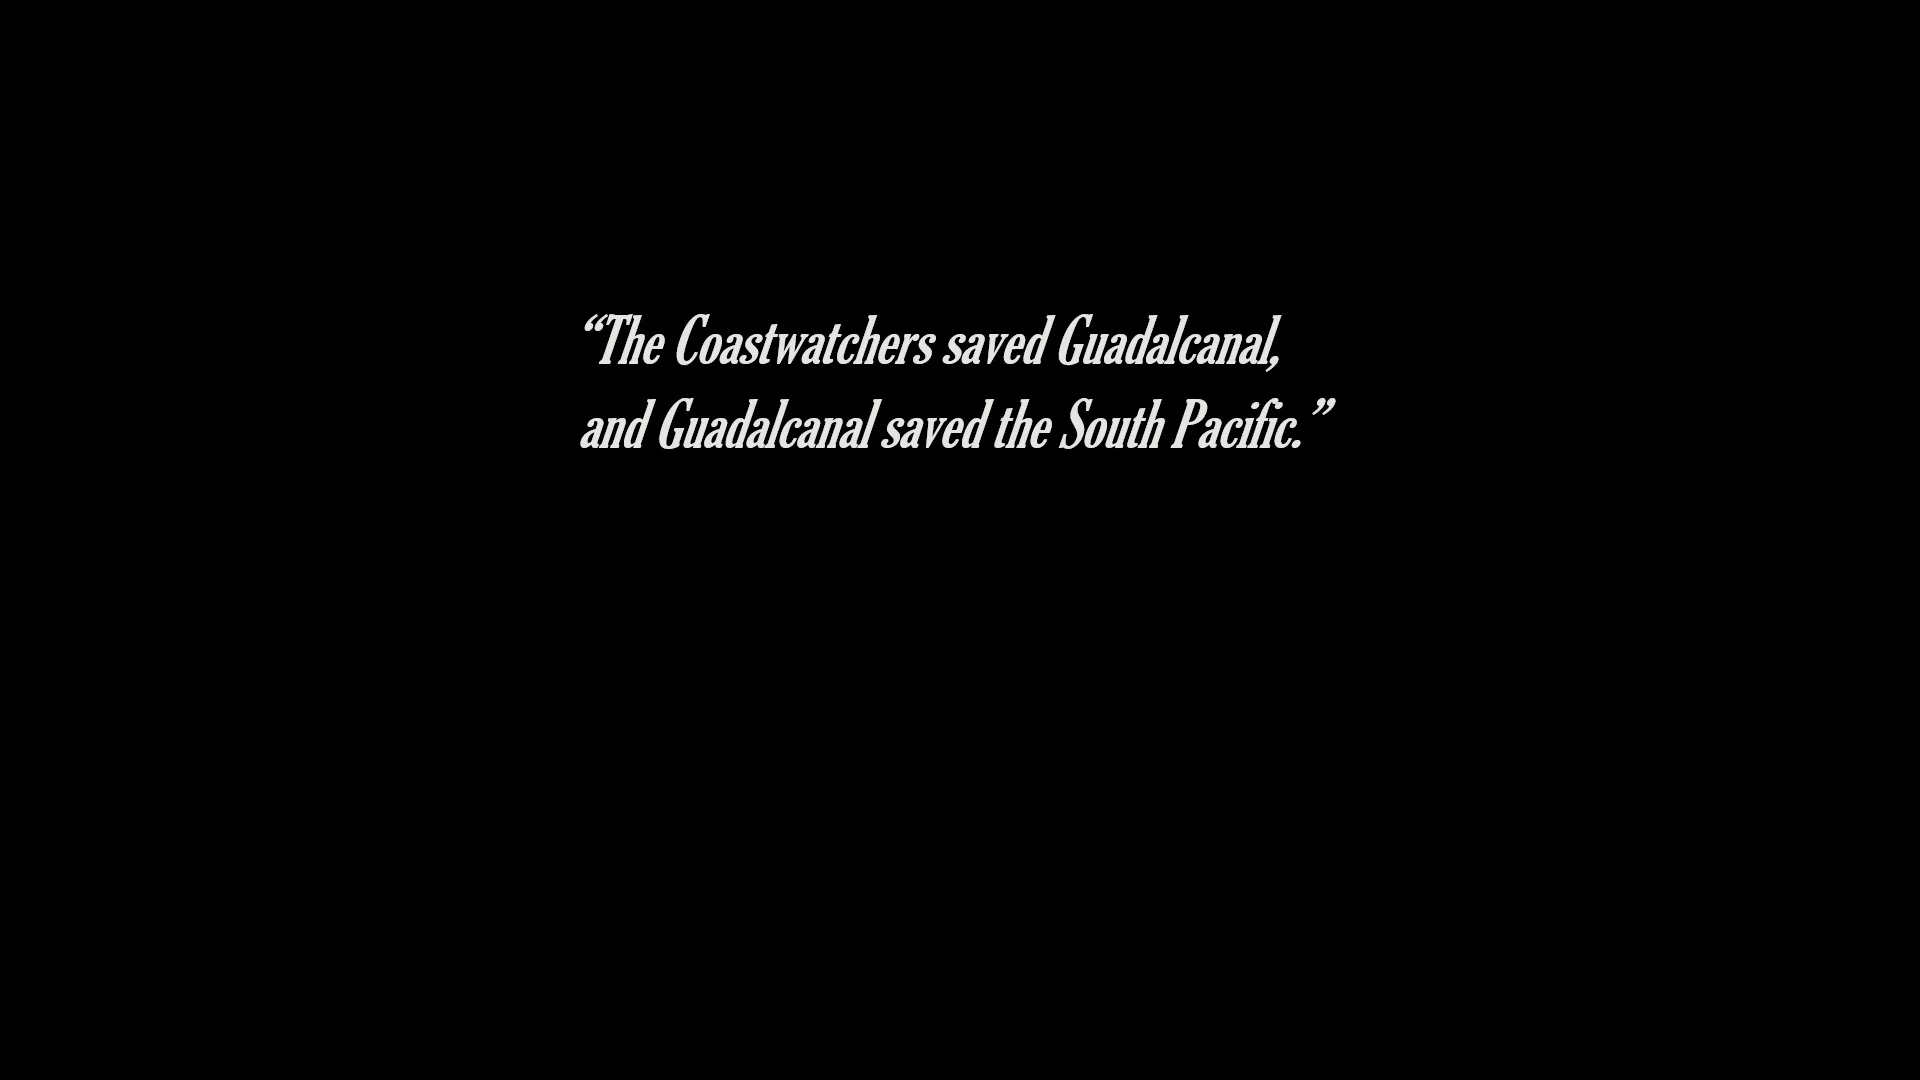 “The Coastwatchers saved Guadalcanal,
and Guadalcanal saved the South Pacific.”